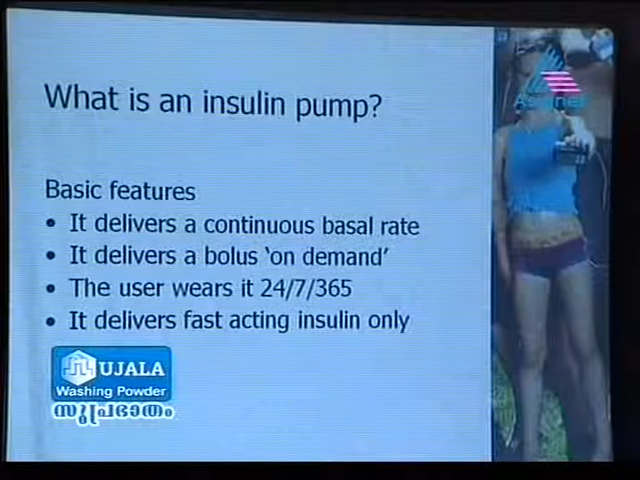 What is an insulin pump?
Asianet
Basic features
• It delivers a continuous basal rate
• It delivers a bolus ‘on demand’
• The user wears it 24/7/365
• It delivers fast acting insulin only
UJALA
Washing Powder
സുപ്രഭാതം